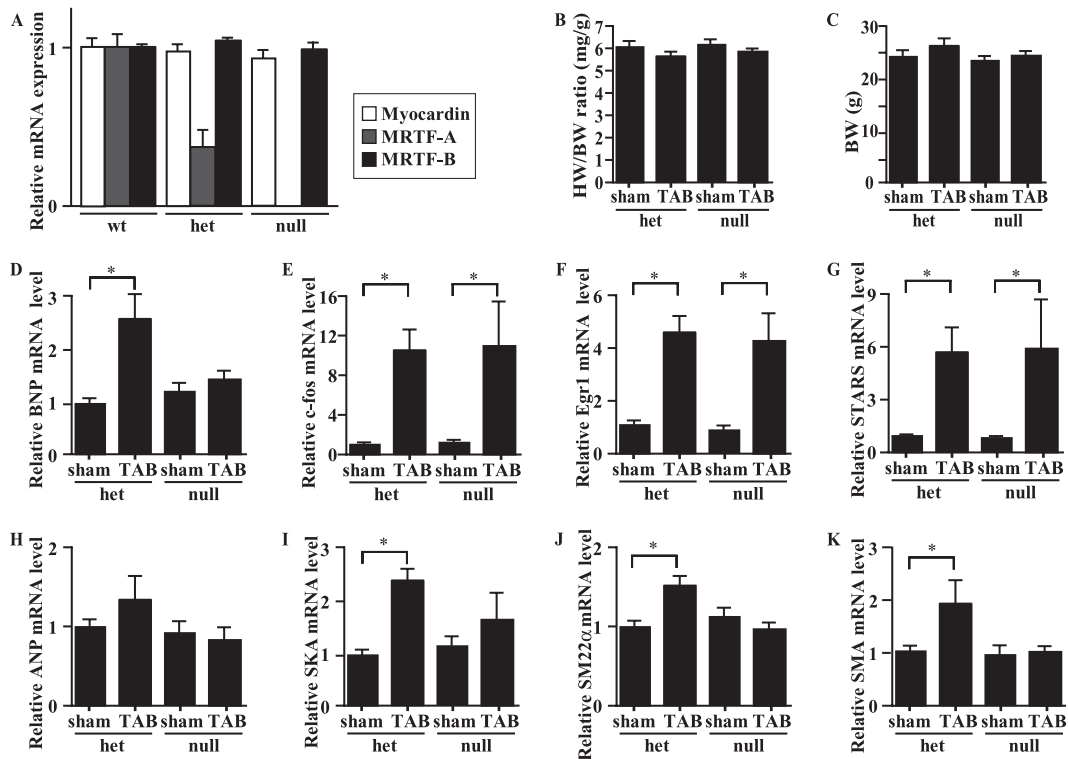 A
Relative mRNA expression
1
0
wt
het
null
Myocardin
MRTF-A
MRTF-B
B
HW/BW ratio (mg/g)
7
6
5
4
3
2
1
0
sham TAB sham TAB
het
null
C
BW (g)
30
20
10
0
sham TAB sham TAB
het
null
D
Relative BNP mRNA level
3
2
1
0
*
sham TAB sham TAB
het
null
E
Relative c-fos mRNA level
16
12
8
4
0
*
*
sham TAB sham TAB
het
null
F
Relative Egr1 mRNA level
6
4
2
0
*
*
sham TAB sham TAB
het
null
G
Relative STARS mRNA level
9
6
3
0
*
*
sham TAB sham TAB
het
null
H
Relative ANP mRNA level
2
1
0
sham TAB sham TAB
het
null
I
Relative SKA mRNA level
3
2
1
0
*
sham TAB sham TAB
het
null
J
Relative SM22α mRNA level
2
1
0
*
sham TAB sham TAB
het
null
K
Relative SMA mRNA level
3
2
1
0
*
sham TAB sham TAB
het
null